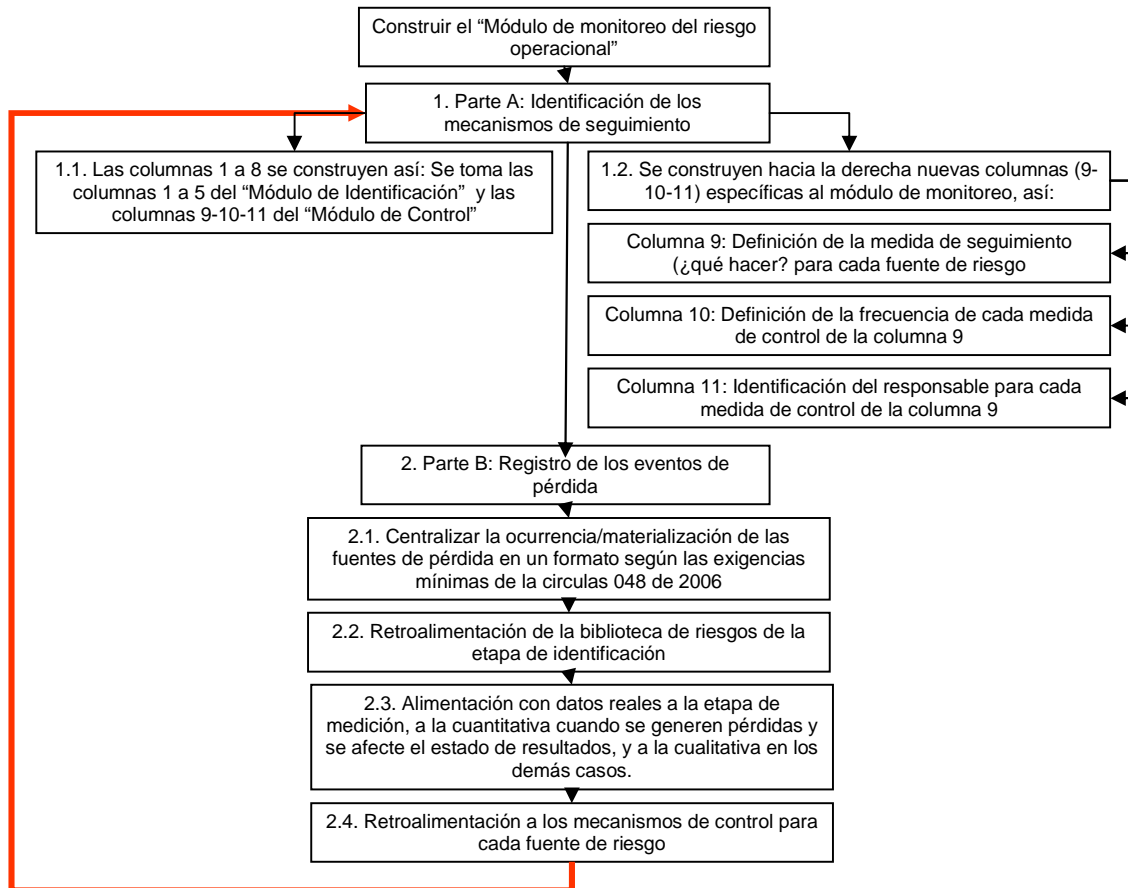 Construir el “Módulo de monitoreo del riesgo
operacional”
1. Parte A: Identificación de los
mecanismos de seguimiento
1.1. Las columnas 1 a 8 se construyen así: Se toma las
columnas 1 a 5 del “Módulo de Identificación” y las
columnas 9-10-11 del “Módulo de Control”
1.2. Se construyen hacia la derecha nuevas columnas (9-
10-11) específicas al módulo de monitoreo, así:
Columna 9: Definición de la medida de seguimiento
(¿qué hacer? para cada fuente de riesgo
Columna 10: Definición de la frecuencia de cada medida
de control de la columna 9
Columna 11: Identificación del responsable para cada
medida de control de la columna 9
2. Parte B: Registro de los eventos de
pérdida
2.1. Centralizar la ocurrencia/materialización de las
fuentes de pérdida en un formato según las exigencias
mínimas de la circulas 048 de 2006
2.2. Retroalimentación de la biblioteca de riesgos de la
etapa de identificación
2.3. Alimentación con datos reales a la etapa de
medición, a la cuantitativa cuando se generen pérdidas y
se afecte el estado de resultados, y a la cualitativa en los
demás casos.
2.4. Retroalimentación a los mecanismos de control para
cada fuente de riesgo